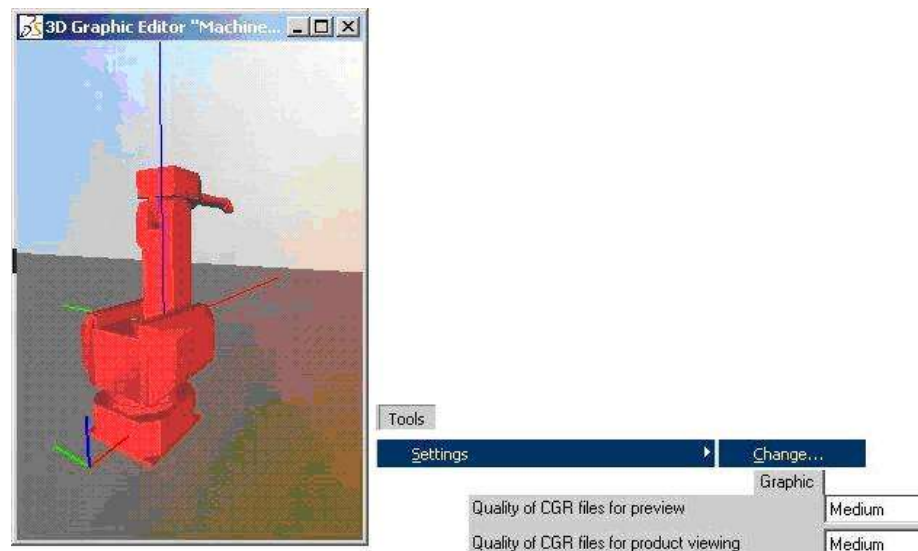 3D Graphic Editor "Machine...
Tools
Settings
Change...
Graphic
Quality of CGR files for preview
Medium
Quality of CGR files for product viewing
Medium